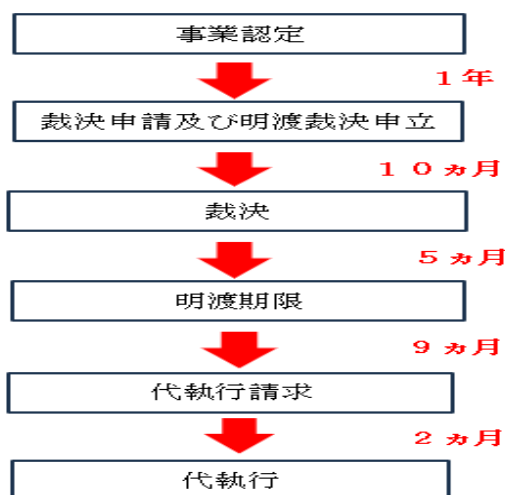 事業認定
1年
裁決申請及び明渡裁決申立
10ヵ月
裁決
5ヵ月
明渡期限
9ヵ月
代執行請求
2ヵ月
代執行